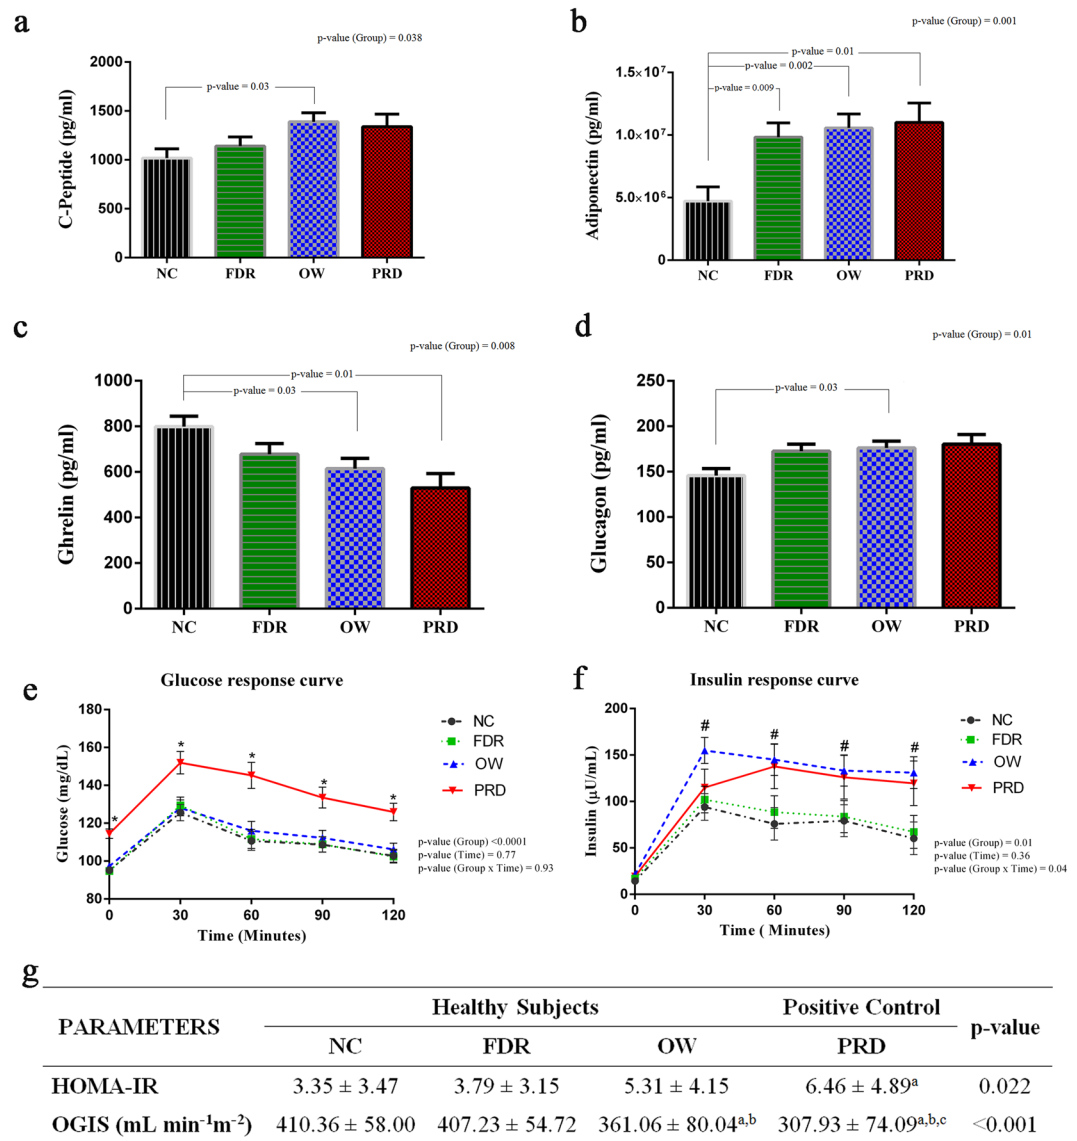 a
p-value (Group) = 0.038
2000
1500
1000
500
0
C-Peptide (pg/ml)
p-value = 0.03
NC FDR OW PRD
b
p-value (Group) = 0.001
1.5×10⁷
1.0×10⁷
5.0×10⁶
0
Adiponectin (pg/ml)
p-value = 0.01
p-value = 0.002
p-value = 0.009
NC FDR OW PRD
c
p-value (Group) = 0.008
1000
800
600
400
200
0
Ghrelin (pg/ml)
p-value = 0.01
p-value = 0.03
NC FDR OW PRD
d
p-value (Group) = 0.01
250
200
150
100
50
0
Glucagon (pg/ml)
p-value = 0.03
NC FDR OW PRD
e
Glucose response curve
180
160
140
120
100
80
Glucose (mg/dL)
* * * * *
NC
FDR
OW
PRD
p-value (Group) <0.0001
p-value (Time) = 0.77
p-value (Group x Time) = 0.93
0 30 60 90 120
Time (Minutes)
f
Insulin response curve
200
150
100
50
0
Insulin (µU/mL)
# # # #
NC
FDR
OW
PRD
p-value (Group) = 0.01
p-value (Time) = 0.36
p-value (Group x Time) = 0.04
0 30 60 90 120
Time ( Minutes)
g
PARAMETERS Healthy Subjects Positive Control p-value
NC FDR OW PRD
HOMA-IR 3.35 ± 3.47 3.79 ± 3.15 5.31 ± 4.15 6.46 ± 4.89ᵃ 0.022
OGIS (mL min⁻¹m⁻²) 410.36 ± 58.00 407.23 ± 54.72 361.06 ± 80.04ᵃ,ᵇ 307.93 ± 74.09ᵃ,ᵇ,ᶜ <0.001